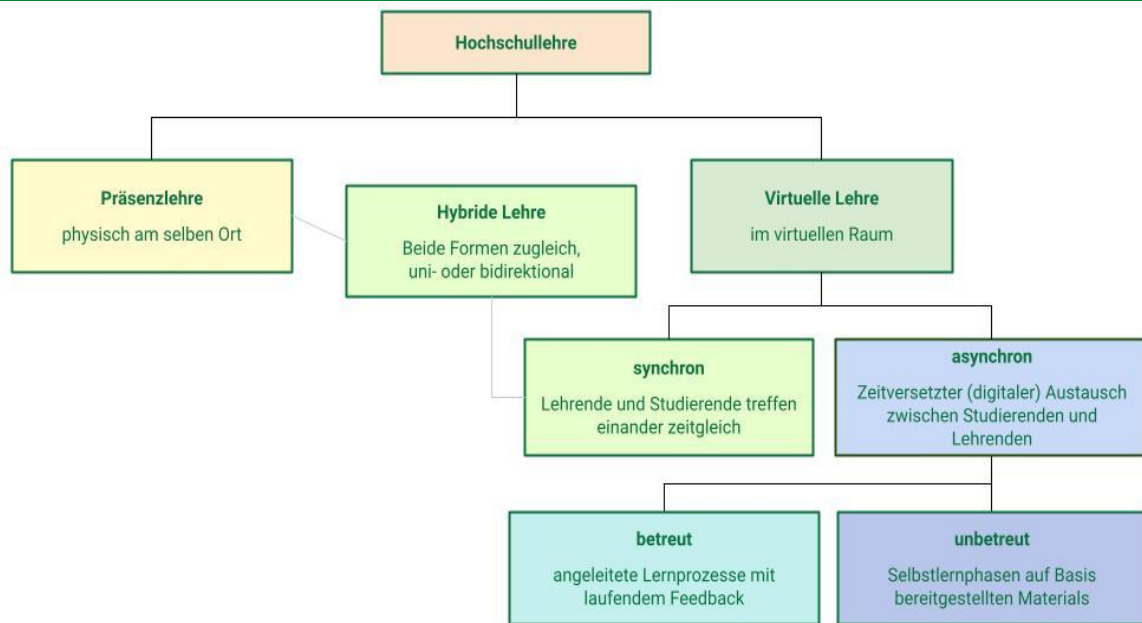 Hochschullehre
Präsenzlehre
physisch am selben Ort
Hybride Lehre
Beide Formen zugleich,
uni- oder bidirektional
Virtuelle Lehre
im virtuellen Raum
synchron
Lehrende und Studierende treffen
einander zeitgleich
asynchron
Zeitversetzter (digitaler) Austausch
zwischen Studierenden und
Lehrenden
betreut
angeleitete Lernprozesse mit
laufendem Feedback
unbetreut
Selbstlernphasen auf Basis
bereitgestellten Materials